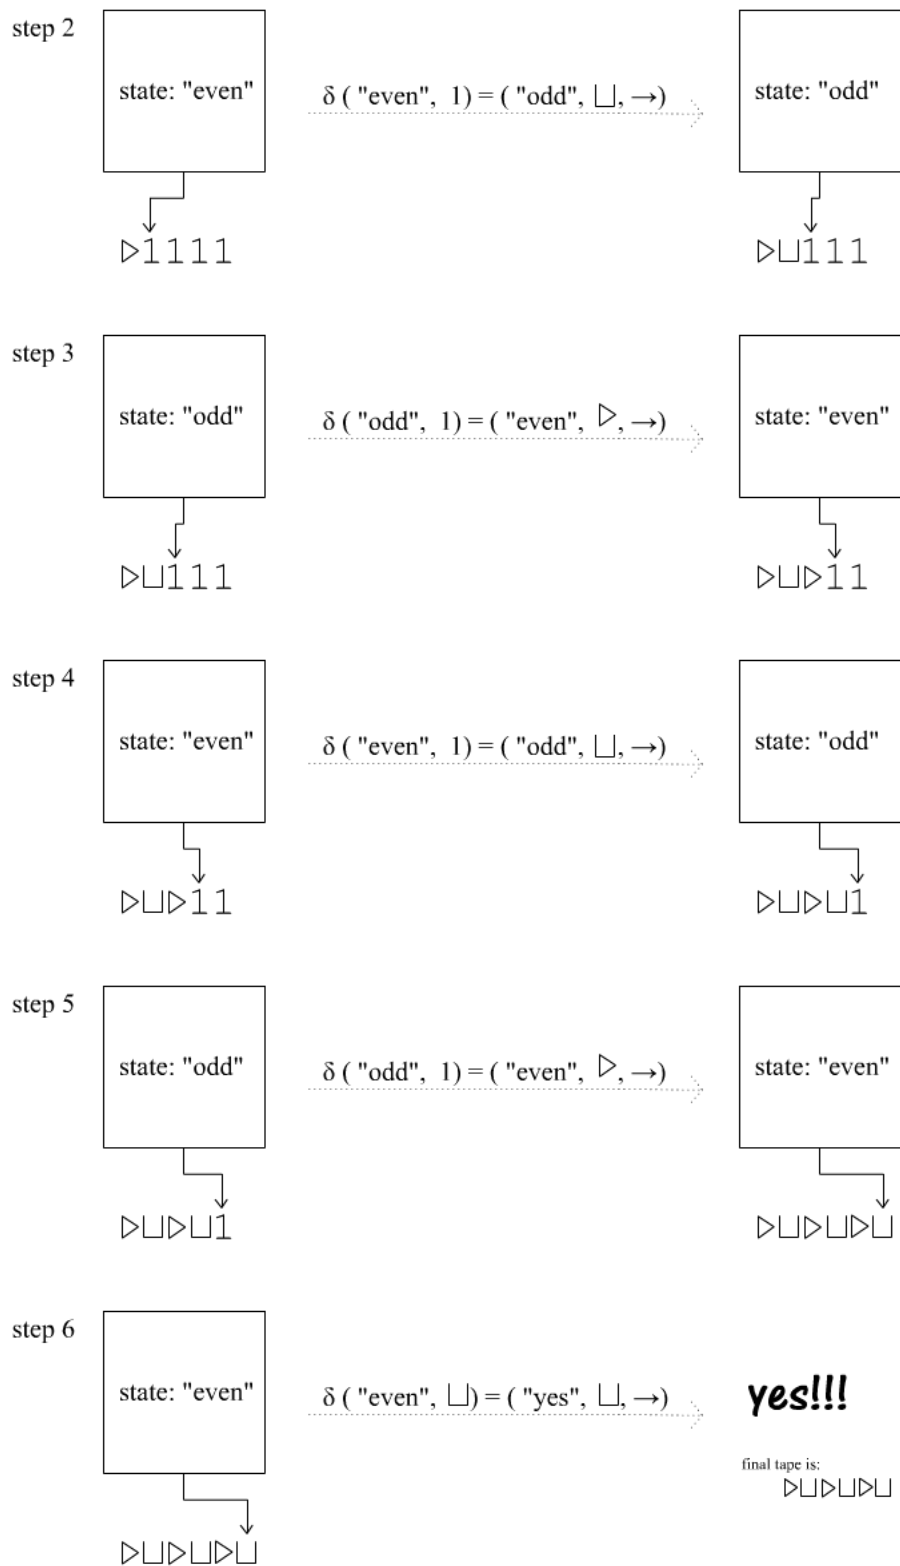 step 2
state: "even"
δ ( "even", 1) = ( "odd", ⊔, →)
state: "odd"
▷1111
▷⊔111
step 3
state: "odd"
δ ( "odd", 1) = ( "even", ▷, →)
state: "even"
▷⊔111
▷⊔▷11
step 4
state: "even"
δ ( "even", 1) = ( "odd", ⊔, →)
state: "odd"
▷⊔▷11
▷⊔▷⊔1
step 5
state: "odd"
δ ( "odd", 1) = ( "even", ▷, →)
state: "even"
▷⊔▷⊔1
▷⊔▷⊔▷⊔
step 6
state: "even"
δ ( "even", ⊔) = ( "yes", ⊔, →)
yes!!!
final tape is:
▷⊔▷⊔▷⊔
▷⊔▷⊔▷⊔